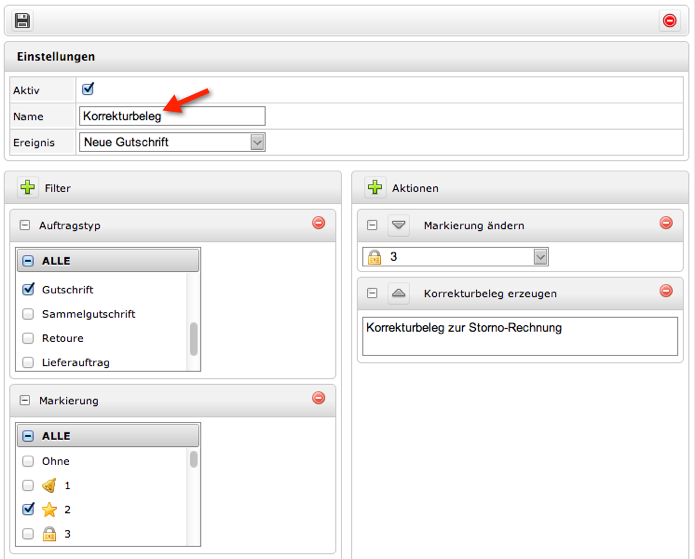 Einstellungen
Aktiv
Name Korrekturbeleg
Ereignis Neue Gutschrift
Filter
Auftragstyp
ALLE
Gutschrift
Sammelgutschrift
Retoure
Lieferauftrag
Markierung
ALLE
Ohne
1
2
3
Aktionen
Markierung ändern
3
Korrekturbeleg erzeugen
Korrekturbeleg zur Storno-Rechnung